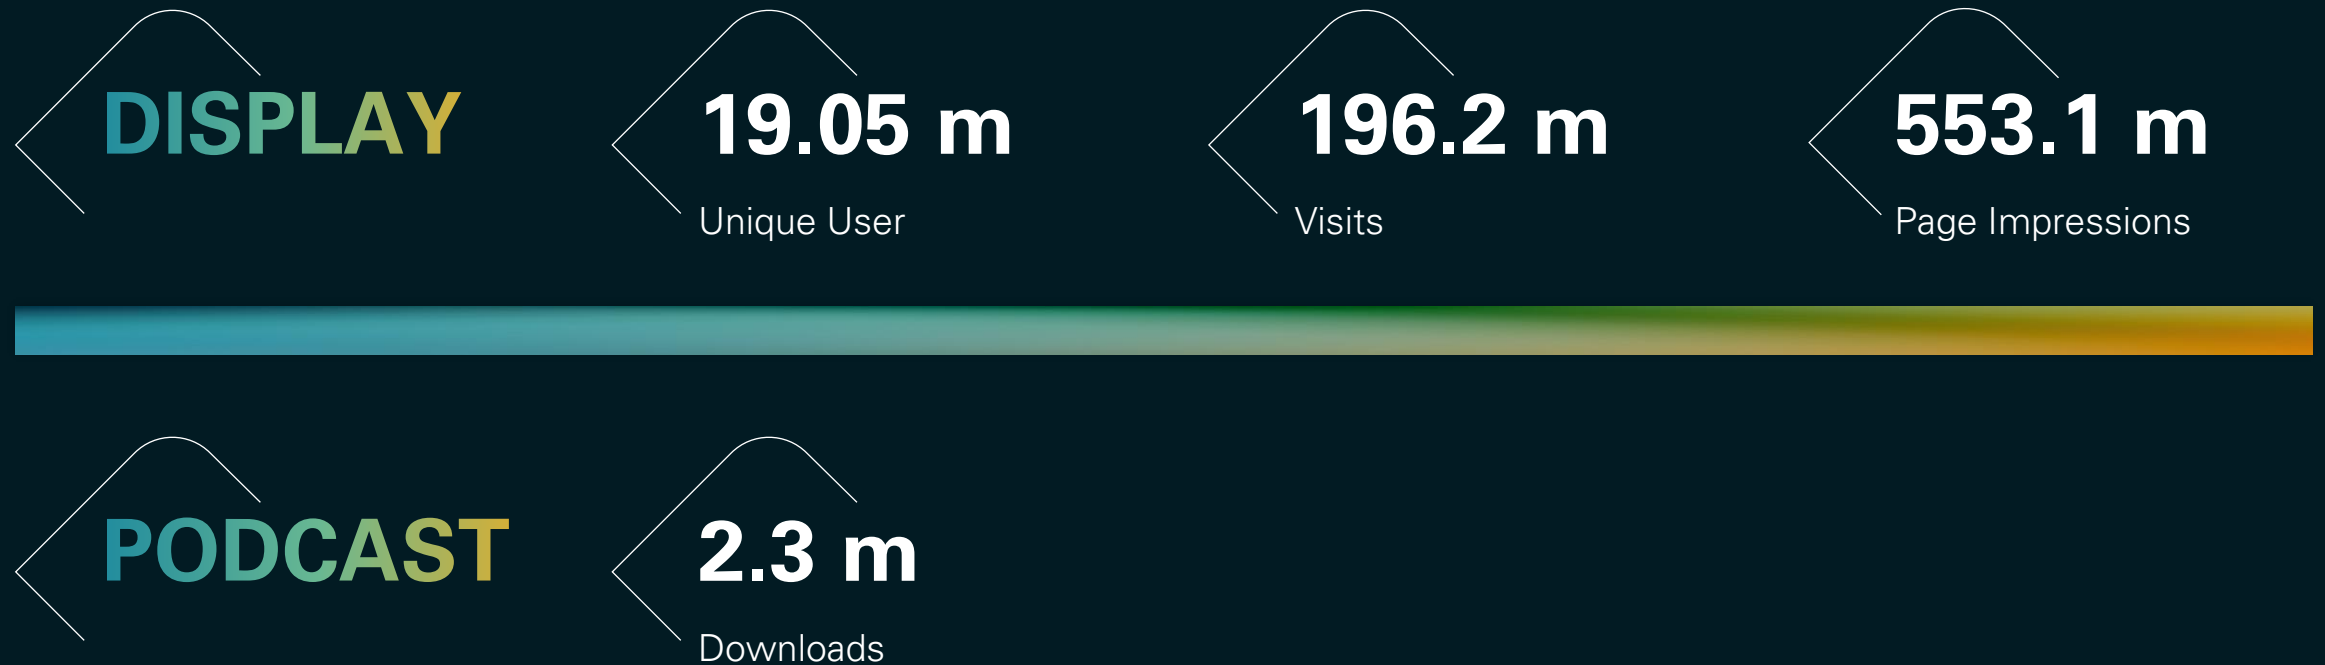 DISPLAY
19.05 m
Unique User
196.2 m
Visits
553.1 m
Page Impressions
PODCAST
2.3 m
Downloads